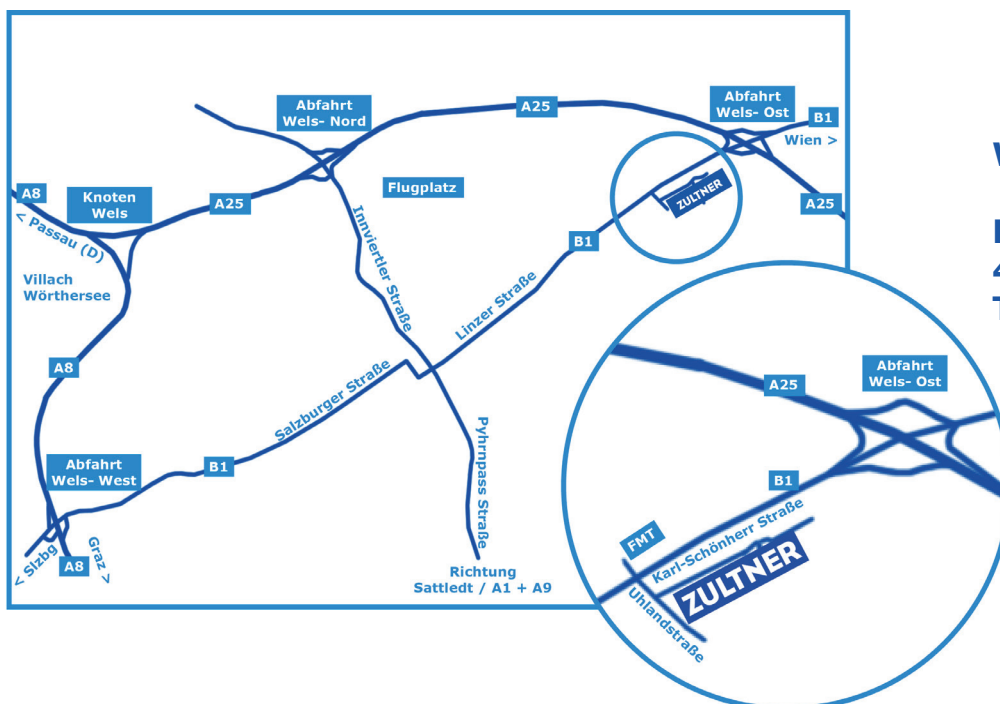 Abfahrt
Wels- Nord
A25
Abfahrt
Wels- Ost
B1
Wien >
A8
Knoten
Wels
A25
Flugplatz
ZULTNER
A25
< Passau (D)
Innviertler Straße
B1
Villach
Wörthersee
Linzer Straße
A8
Salzburger Straße
Abfahrt
Wels- West
B1
Pyhrnpass Straße
< Slzbg
Graz >
A8
Richtung
Sattledt / A1 + A9
A25
Abfahrt
Wels- Ost
B1
FMT
Karl-Schönherr Straße
ZULTNER
Uhlandstraße